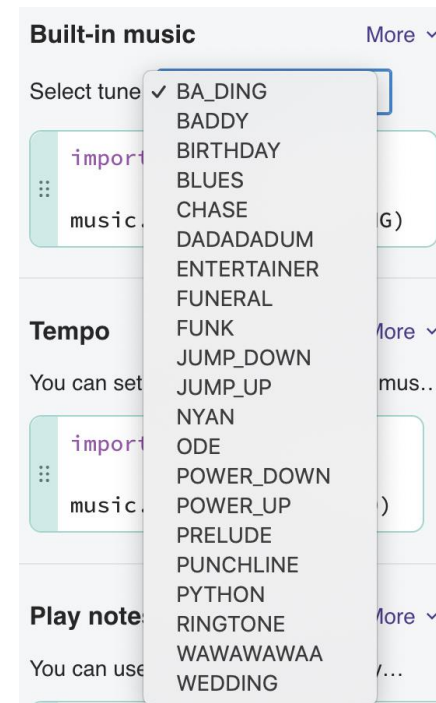 Built-in music More
Select tune ✓ BA_DING
BADDY
import BIRTHDAY
BLUES
music. CHASE G)
DADADADUM
ENTERTAINER
FUNERAL
Tempo FUNK More
JUMP_DOWN
You can set JUMP_UP mus…
NYAN
import ODE
POWER_DOWN
music. POWER_UP )
PRELUDE
PUNCHLINE
PYTHON
Play note RINGTONE More
WAWAWAWAA
You can use y…
WEDDING